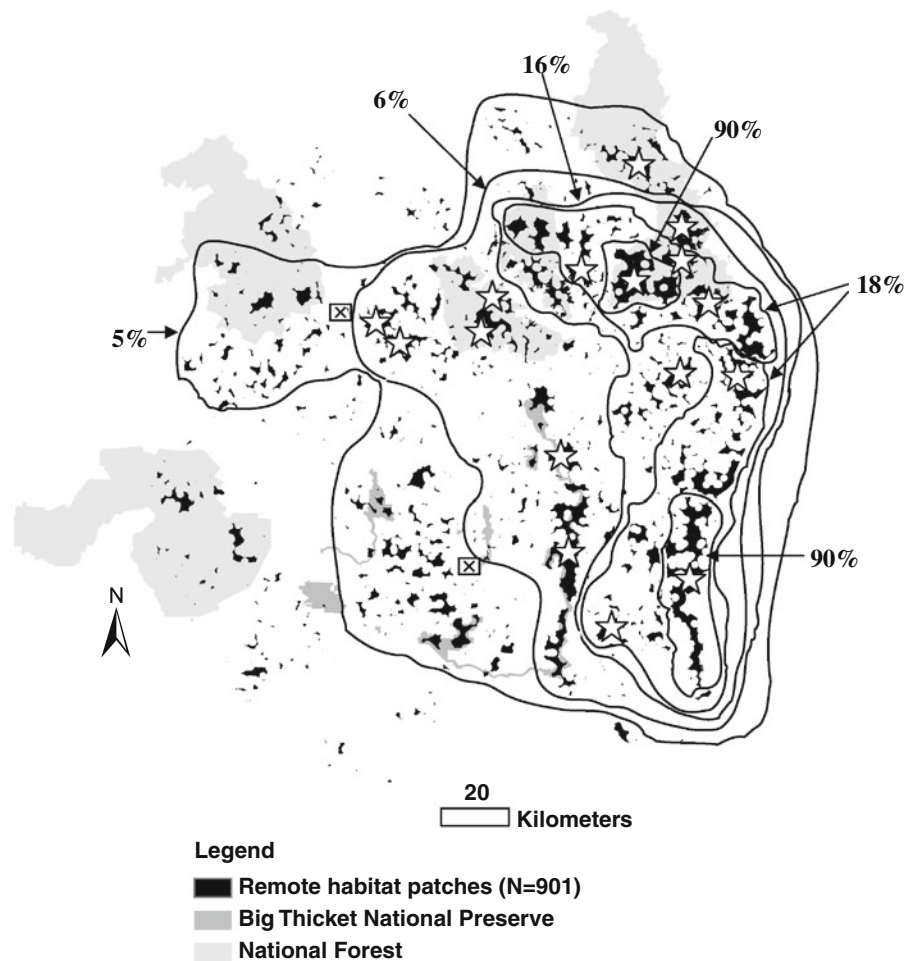 16%
6%
90%
18%
5%
90%
N
20
Kilometers
Legend
Remote habitat patches (N=901)
Big Thicket National Preserve
National Forest